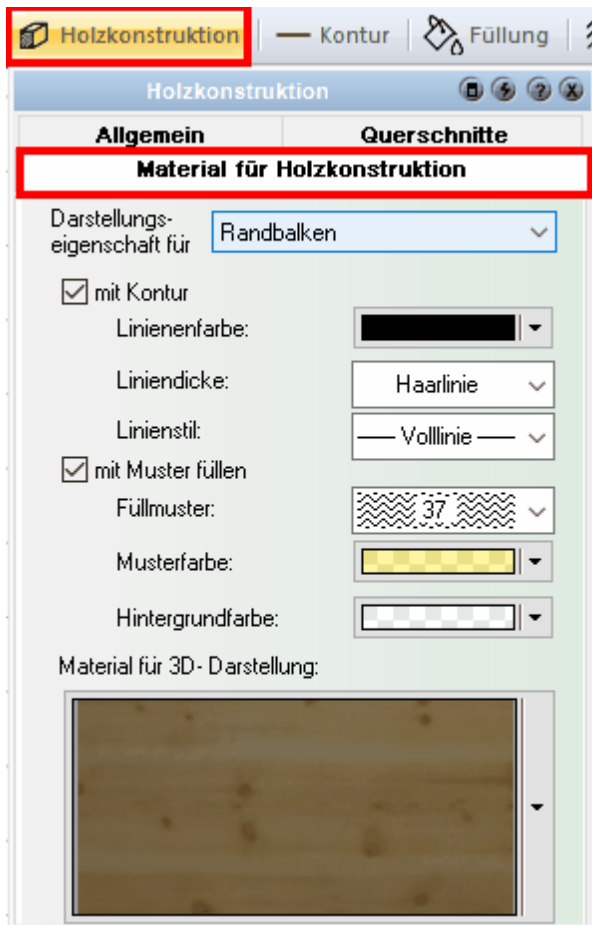 Holzkonstruktion Kontur Füllung
Holzkonstruktion
Allgemein Querschnitte
Material für Holzkonstruktion
Darstellungs-
eigenschaft für Randbalken
mit Kontur
Linienenfarbe:
Liniendicke: Haarlinie
Linienstil: Volllinie
mit Muster füllen
Füllmuster: 37
Musterfarbe:
Hintergrundfarbe:
Material für 3D- Darstellung: